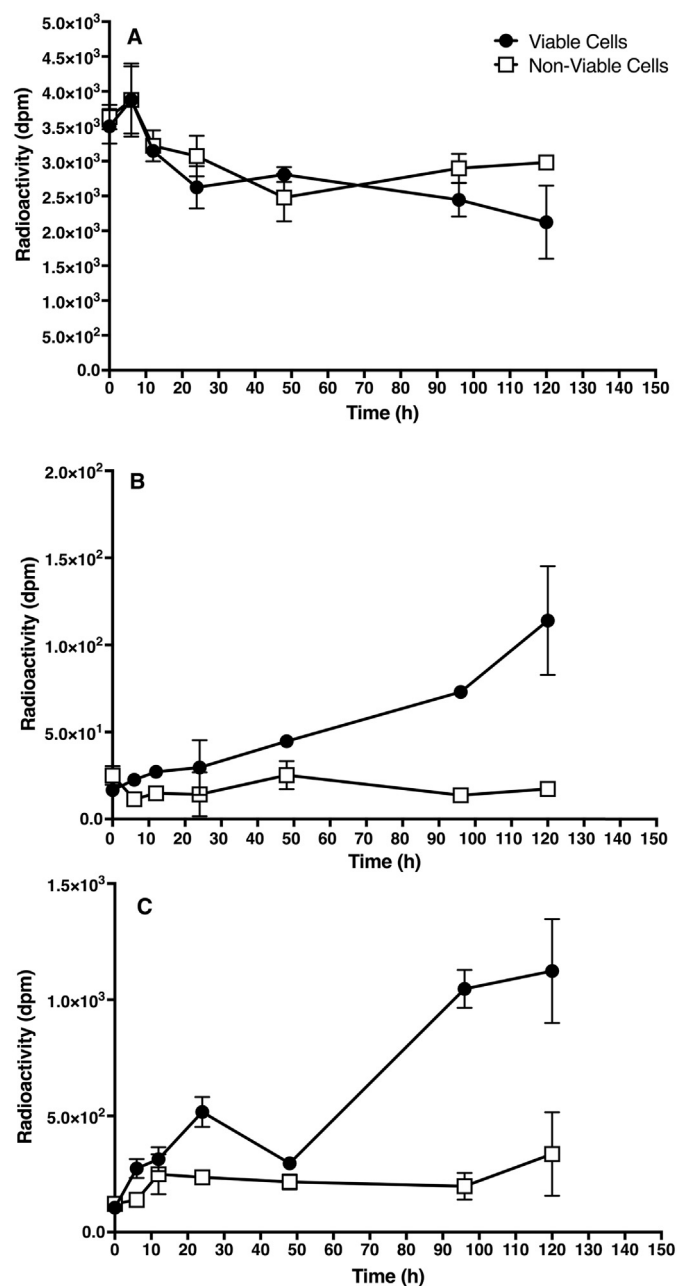 A
Viable Cells
Non-Viable Cells
Radioactivity (dpm)
5.0×10³
4.5×10³
4.0×10³
3.5×10³
3.0×10³
2.5×10³
2.0×10³
1.5×10³
1.0×10³
5.0×10²
0.0
0 10 20 30 40 50 60 70 80 90 100 110 120 130 140 150
Time (h)
B
Radioactivity (dpm)
2.0×10²
1.5×10²
1.0×10²
5.0×10¹
0.0
0 10 20 30 40 50 60 70 80 90 100 110 120 130 140 150
Time (h)
C
Radioactivity (dpm)
1.5×10³
1.0×10³
5.0×10²
0.0
0 10 20 30 40 50 60 70 80 90 100 110 120 130 140 150
Time (h)